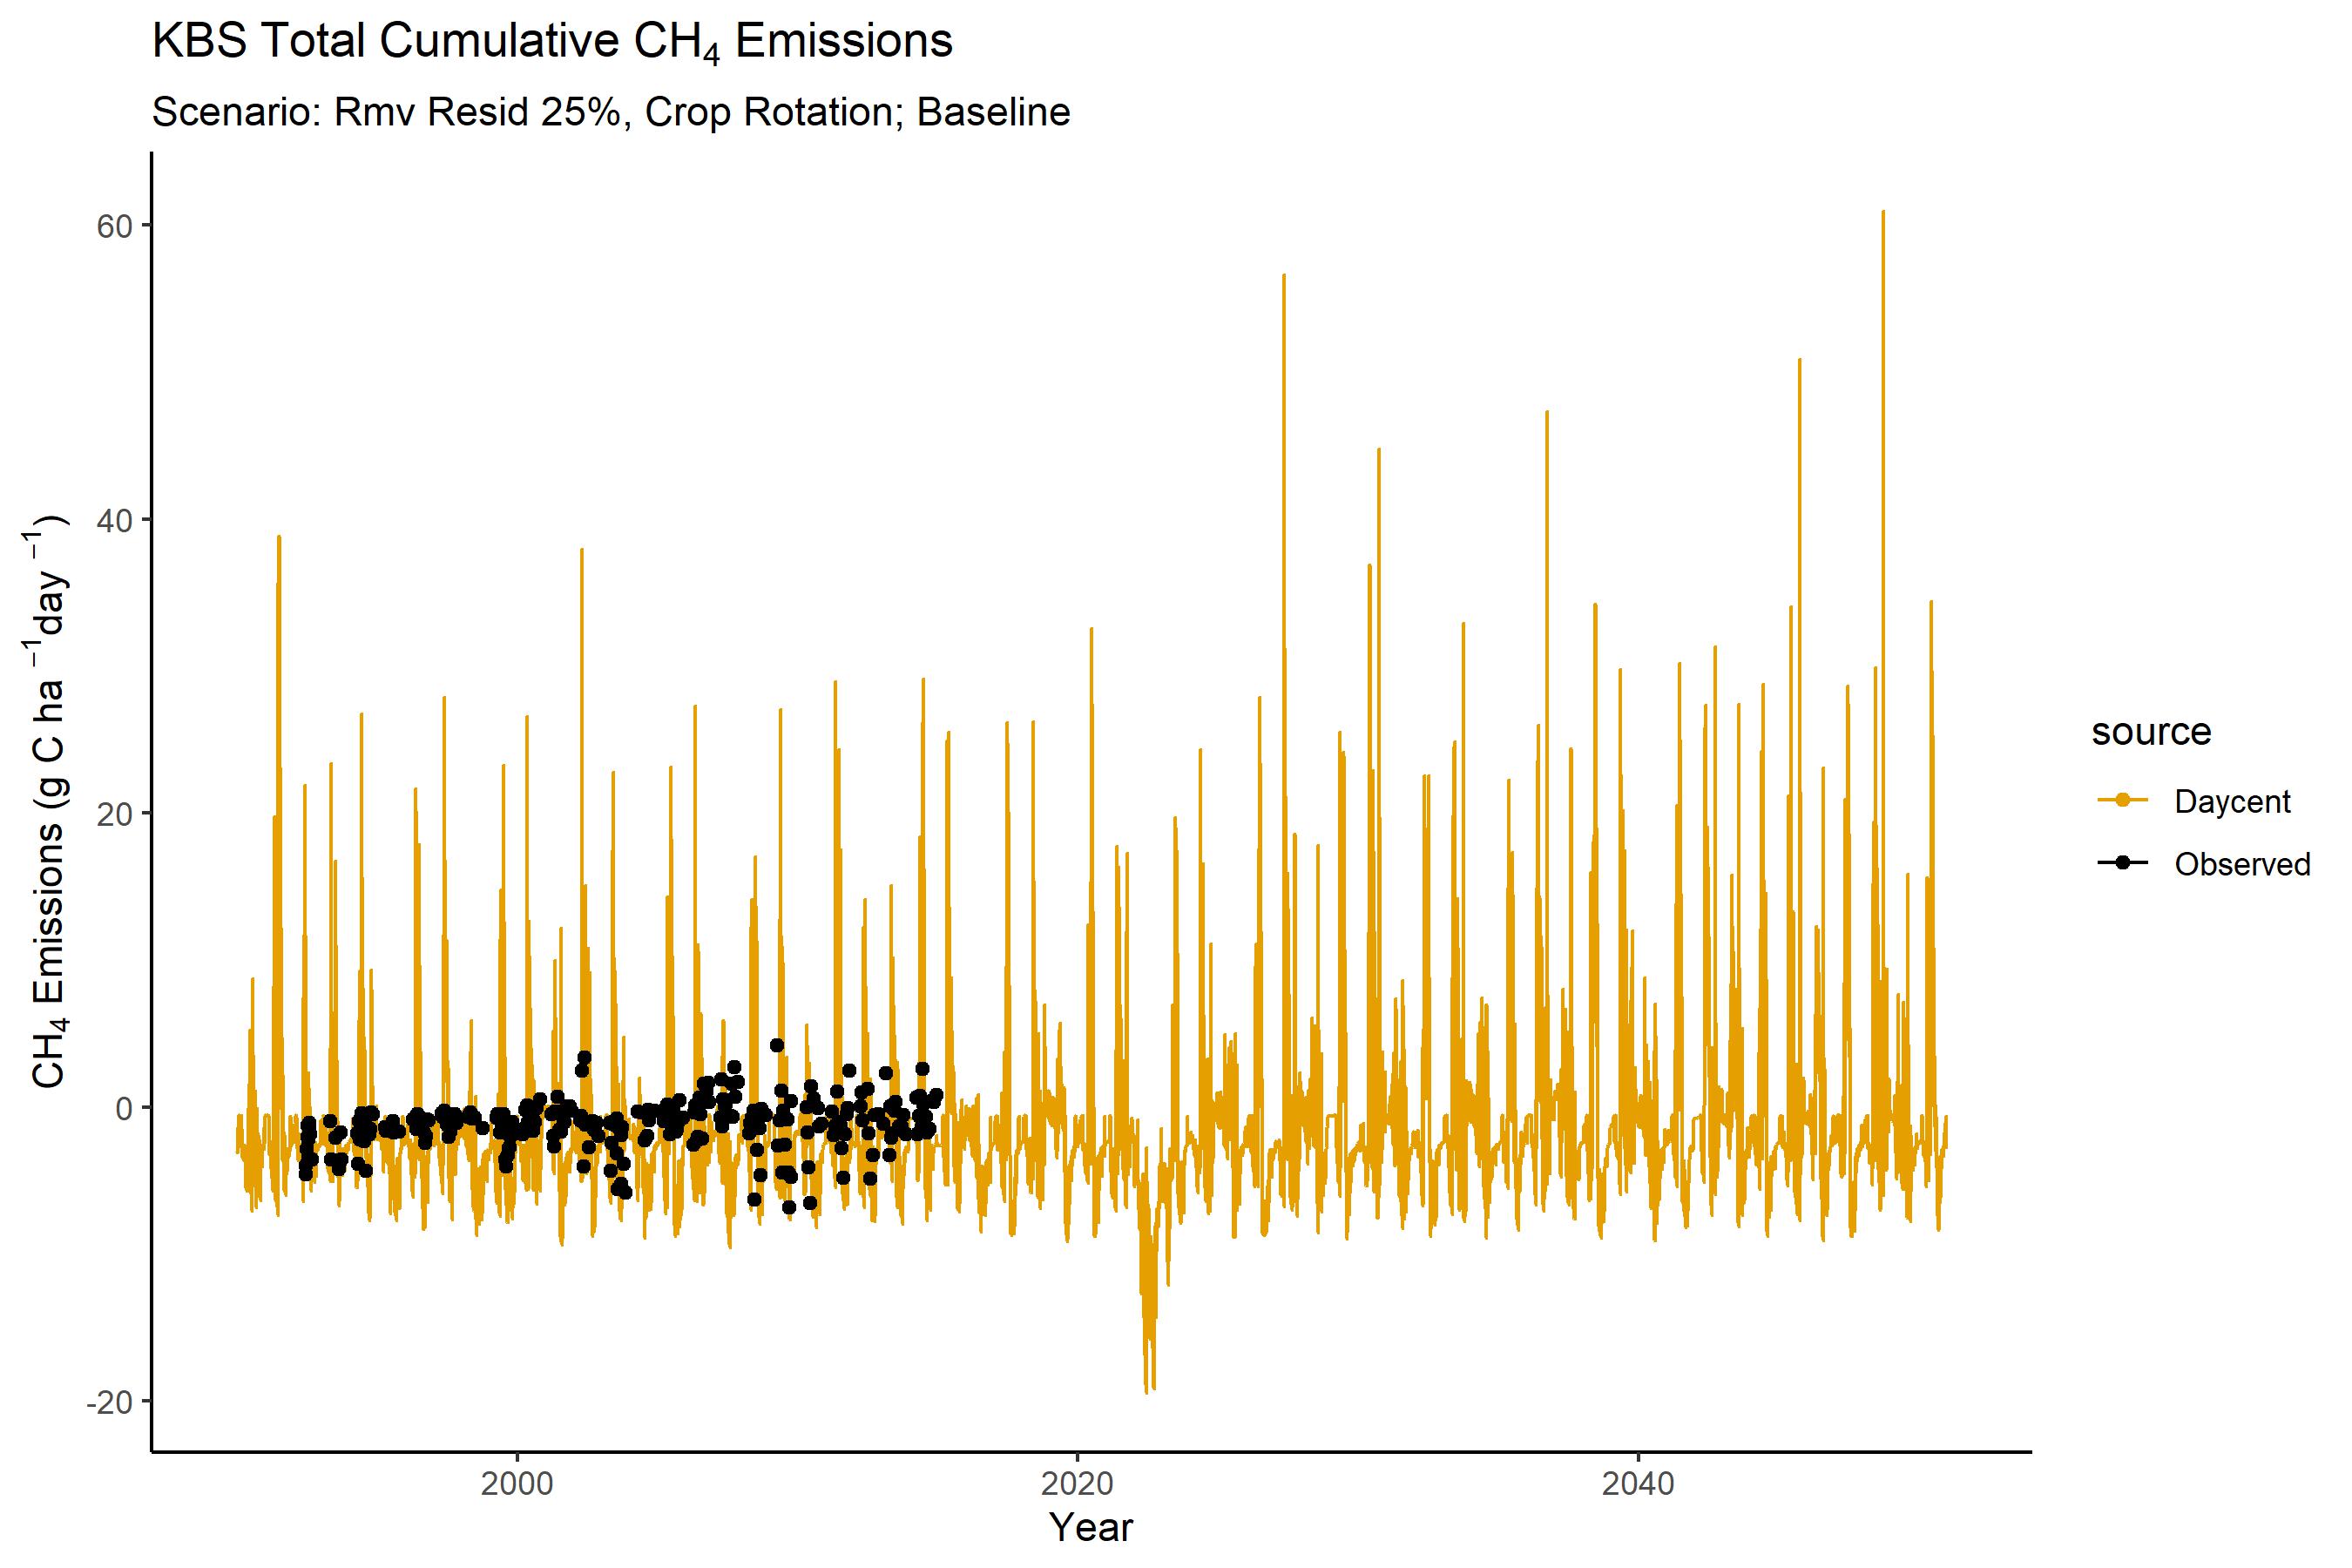 KBS Total Cumulative CH₄ Emissions
Scenario: Rmv Resid 25%, Crop Rotation; Baseline
CH₄ Emissions (g C ha ⁻¹day ⁻¹)
60
40
20
0
-20
2000
2020
2040
Year
source
Daycent
Observed